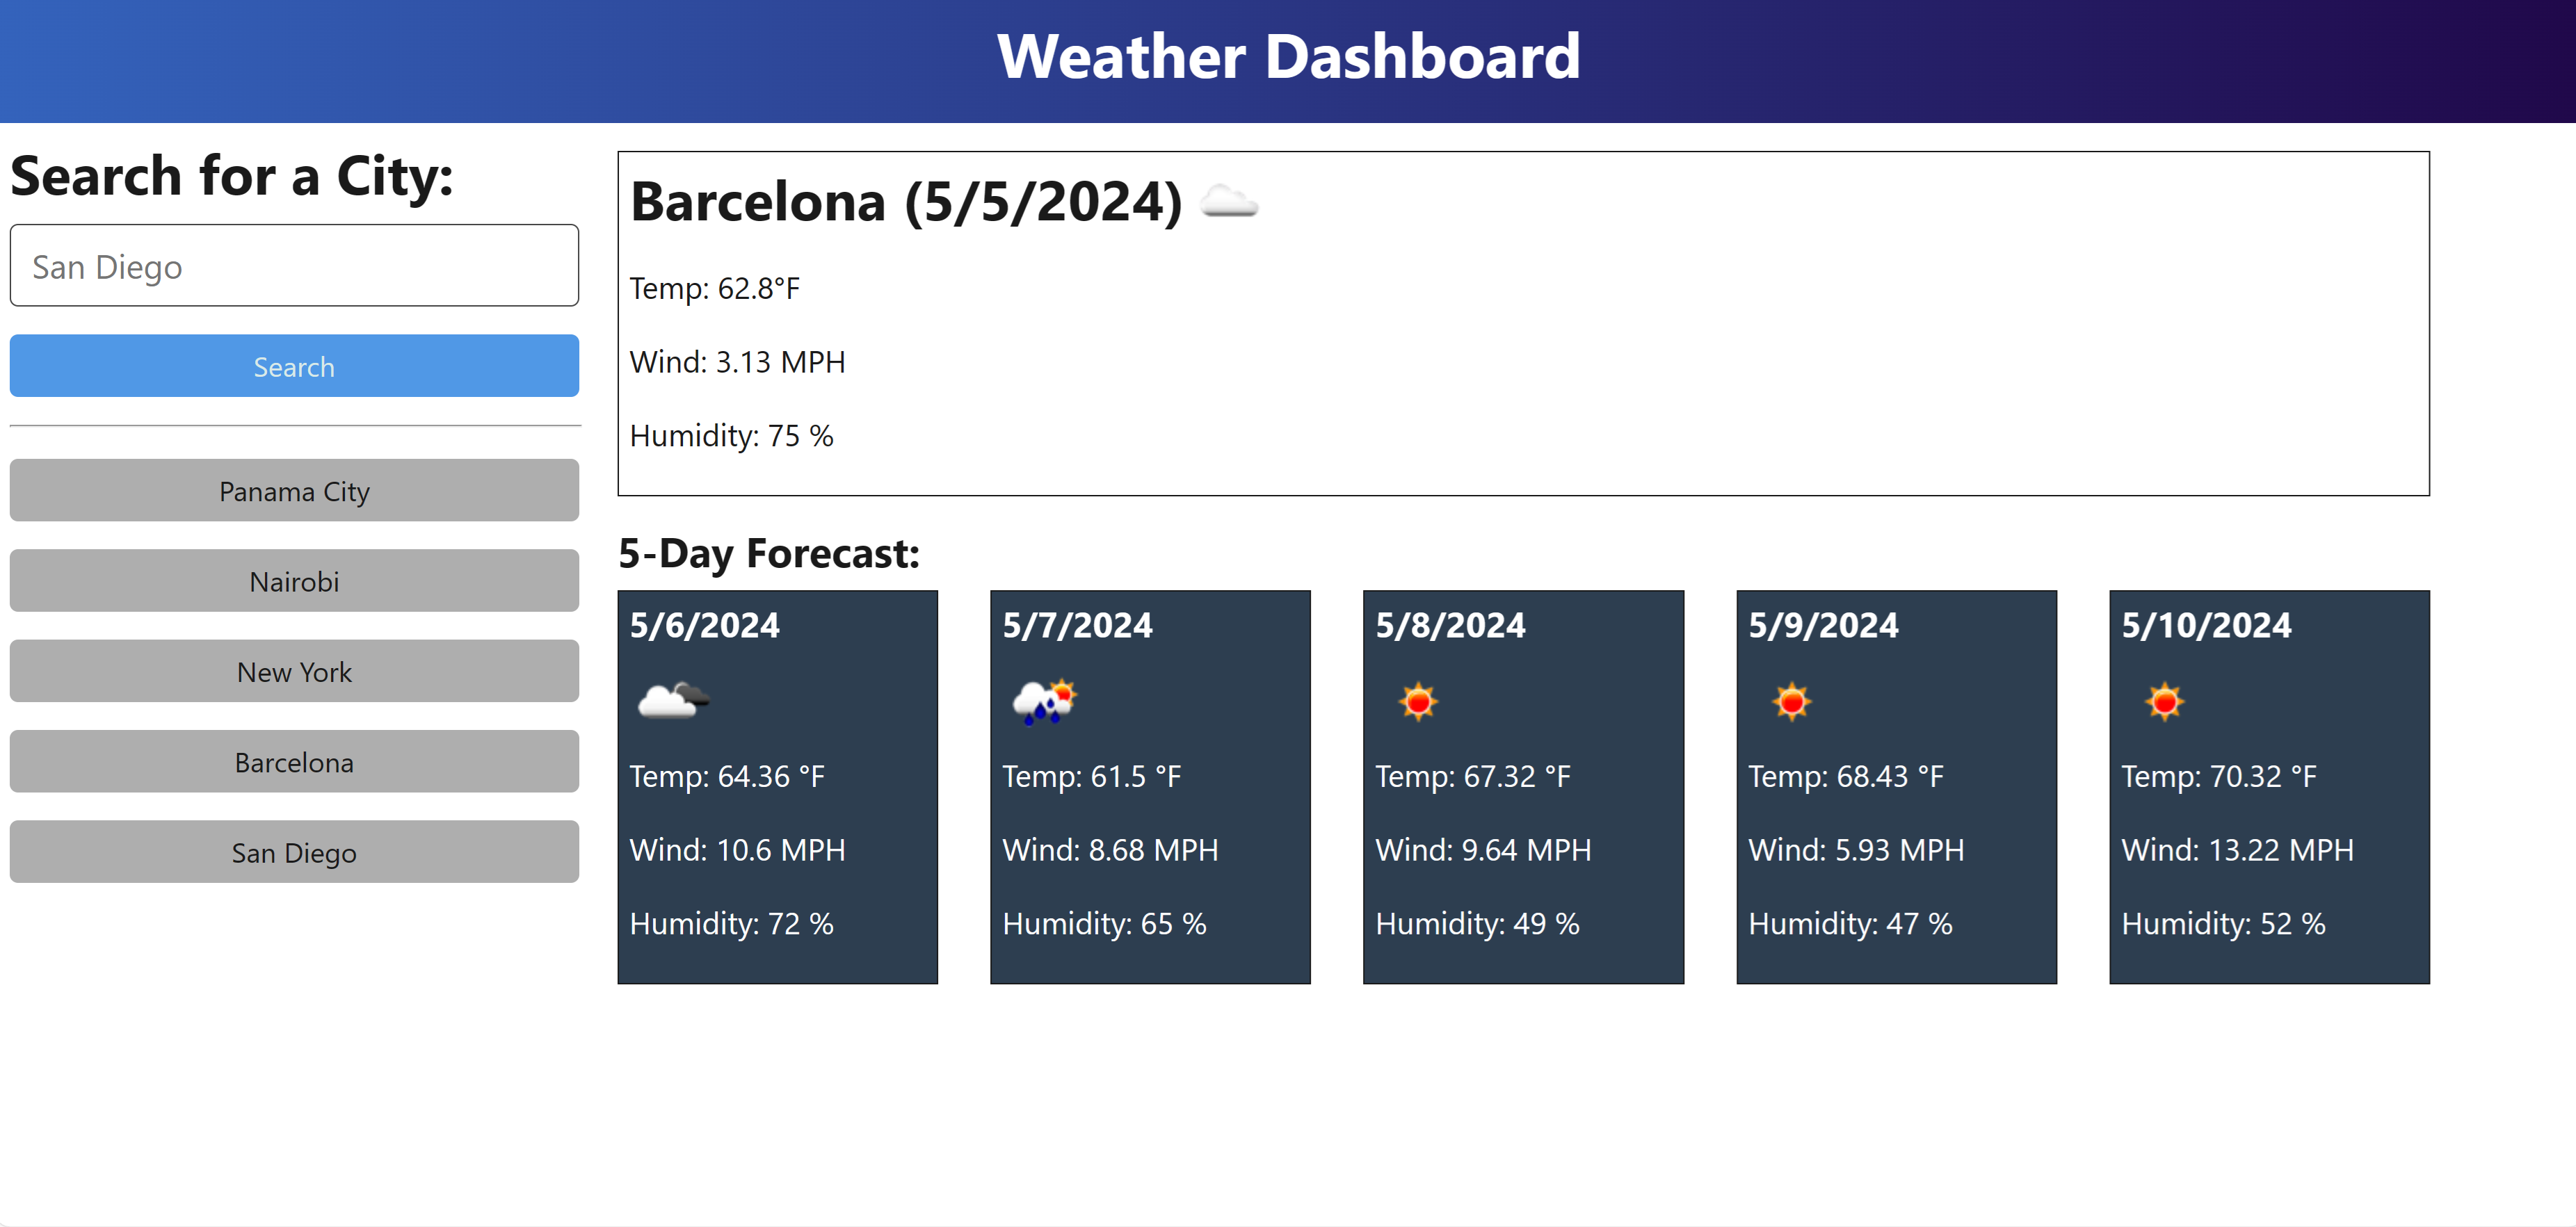 Weather Dashboard
Search for a City:
San Diego
Search
Panama City
Nairobi
New York
Barcelona
San Diego
Barcelona (5/5/2024)
Temp: 62.8°F
Wind: 3.13 MPH
Humidity: 75 %
5-Day Forecast:
5/6/2024
Temp: 64.36 °F
Wind: 10.6 MPH
Humidity: 72 %
5/7/2024
Temp: 61.5 °F
Wind: 8.68 MPH
Humidity: 65 %
5/8/2024
Temp: 67.32 °F
Wind: 9.64 MPH
Humidity: 49 %
5/9/2024
Temp: 68.43 °F
Wind: 5.93 MPH
Humidity: 47 %
5/10/2024
Temp: 70.32 °F
Wind: 13.22 MPH
Humidity: 52 %